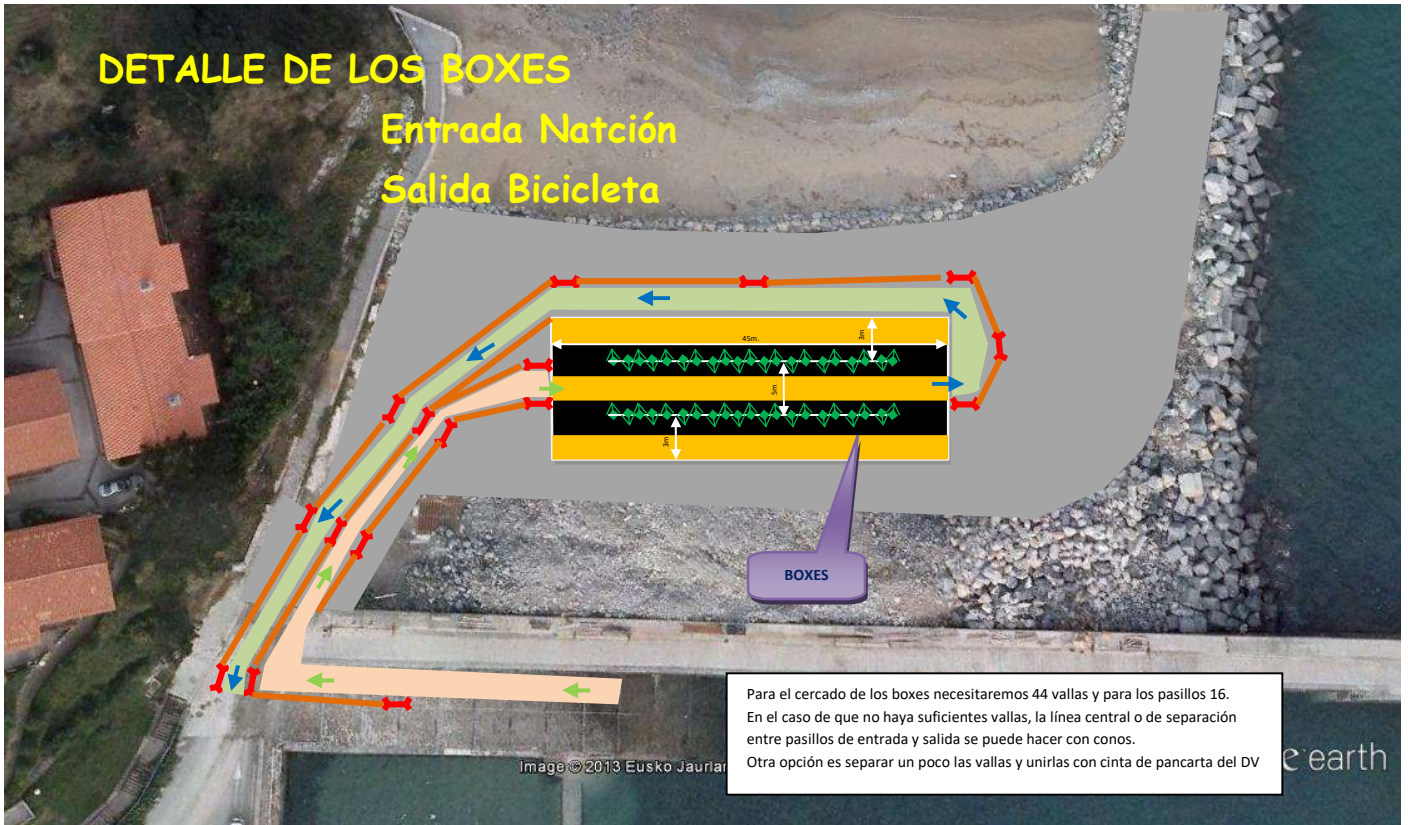 DETALLE DE LOS BOXES
Entrada Natción
Salida Bicicleta
45m.
3m
5m
3m
BOXES
Para el cercado de los boxes necesitaremos 44 vallas y para los pasillos 16.
En el caso de que no haya suficientes vallas, la línea central o de separación
entre pasillos de entrada y salida se puede hacer con conos.
Otra opción es separar un poco las vallas y unirlas con cinta de pancarta del DV
Image © 2013 Eusko
earth